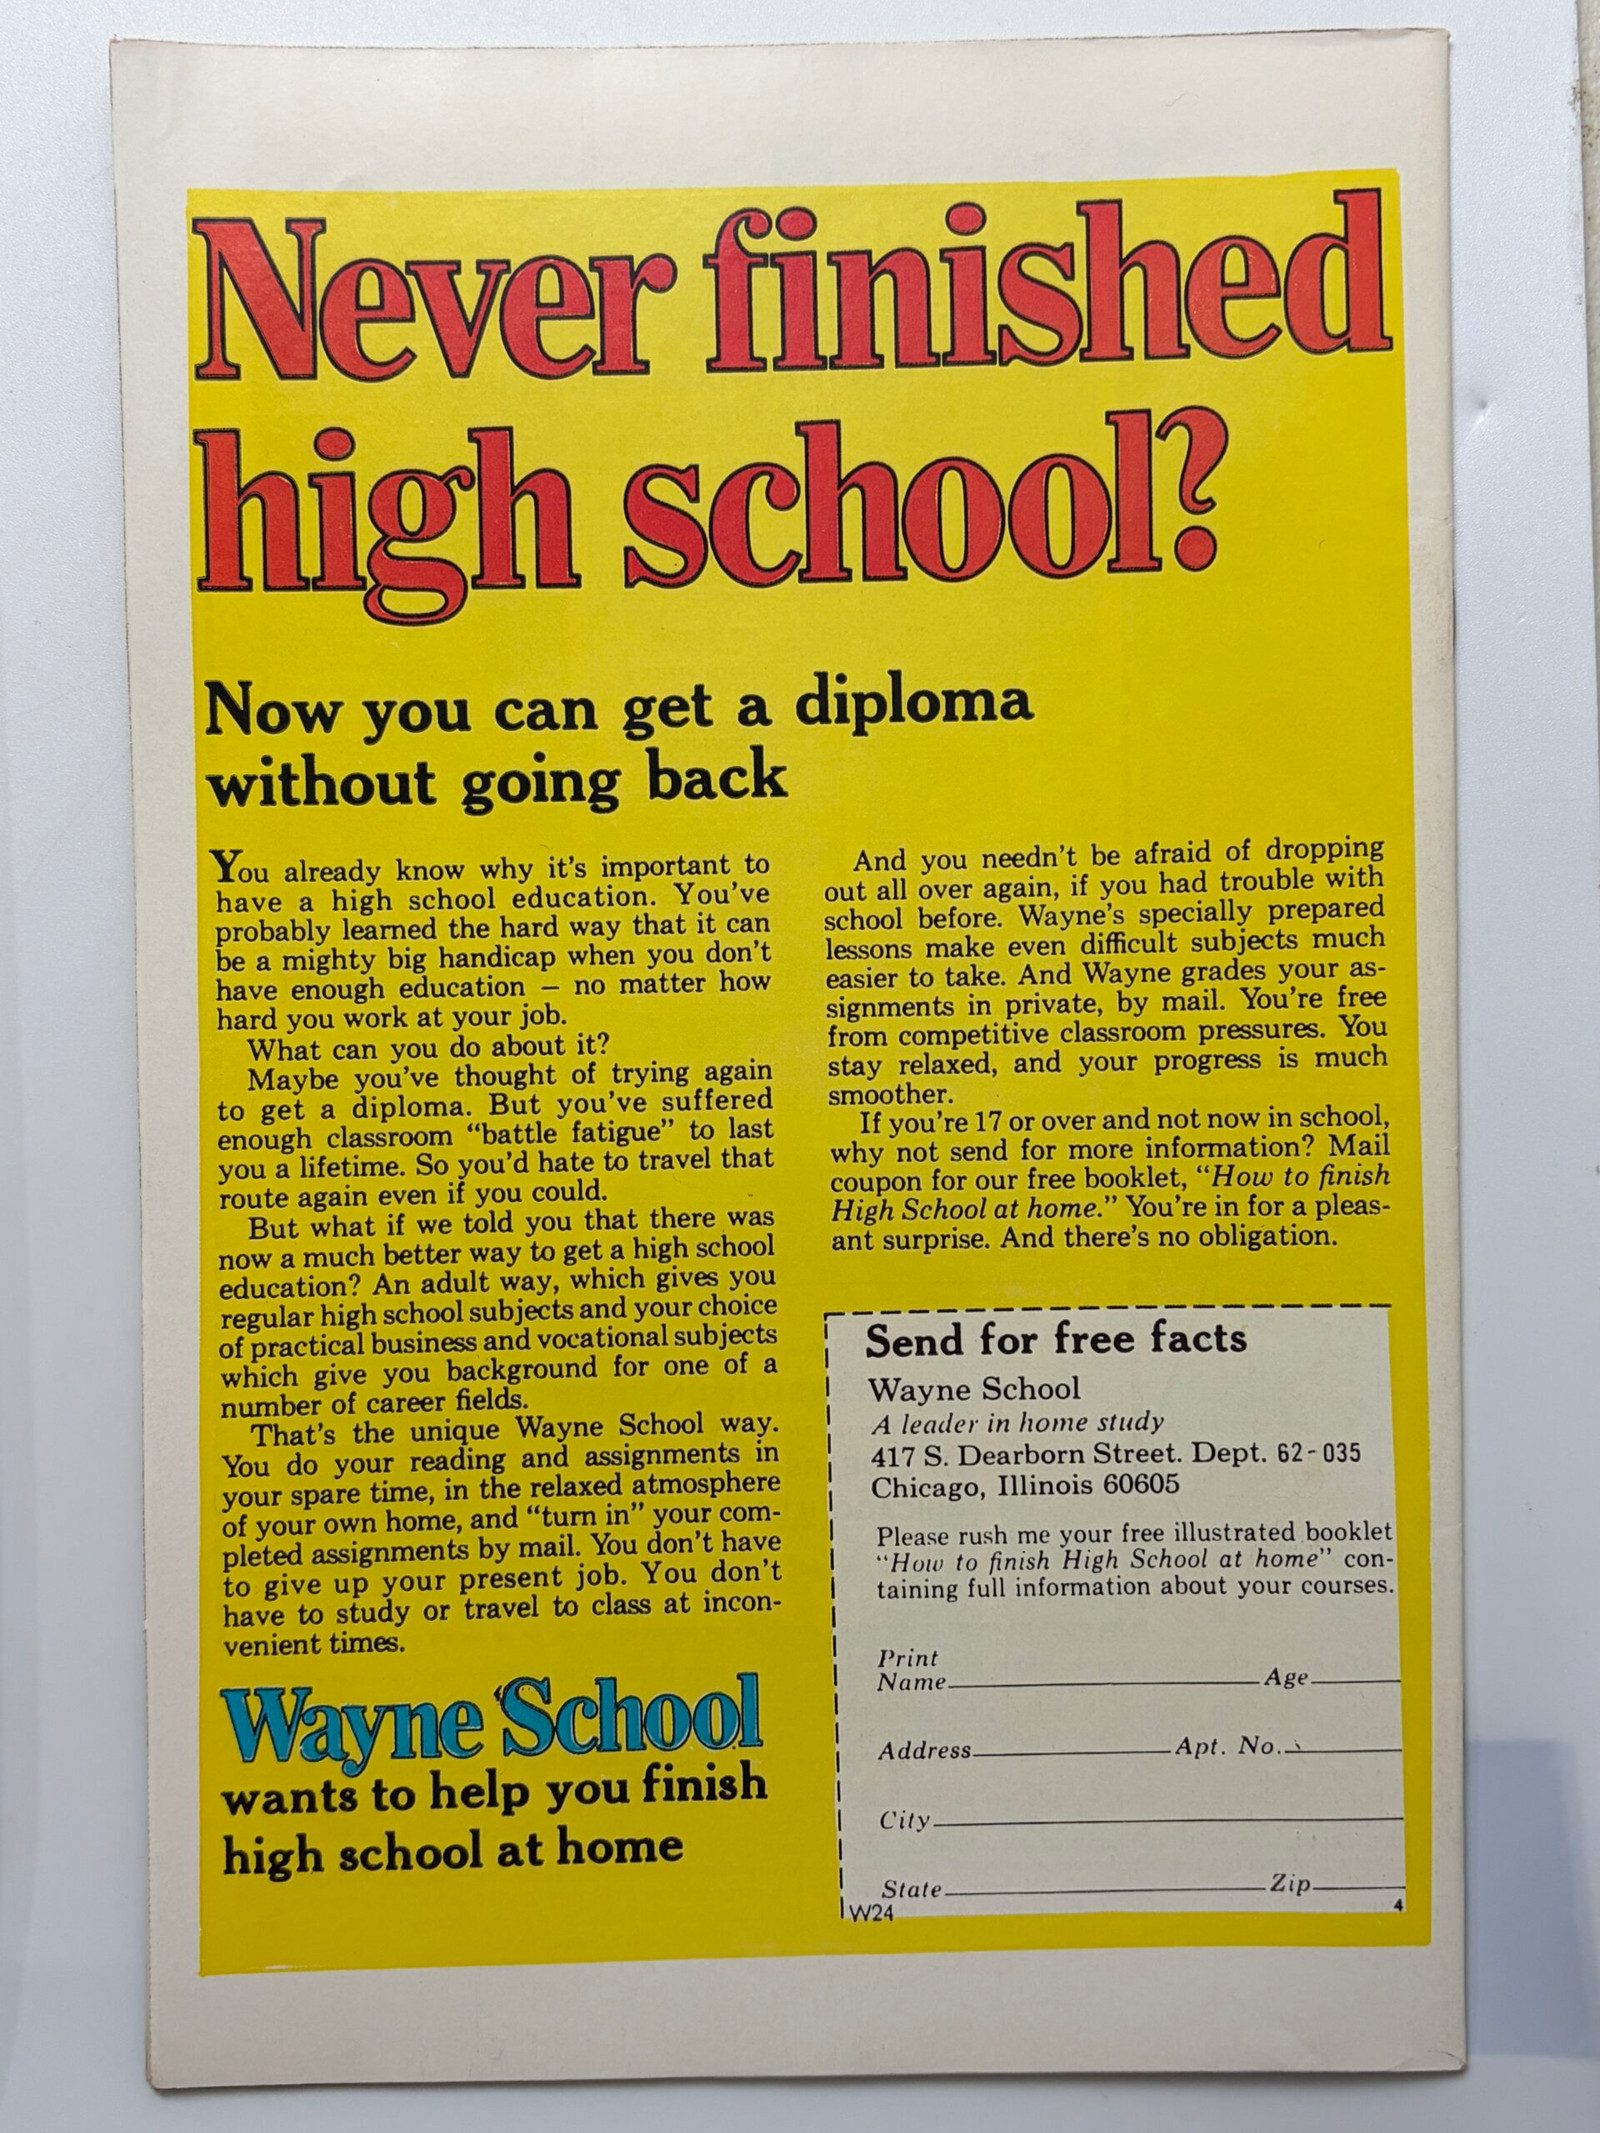 Never finished
high school?
Now you can get a diploma
without going back
You already know why it's important to
have a high school education. You've
probably learned the hard way that it can
be a mighty big handicap when you don't
have enough education – no matter how
hard you work at your job.
What can you do about it?
Maybe you've thought of trying again
to get a diploma. But you've suffered
enough classroom "battle fatigue" to last
you a lifetime. So you'd hate to travel that
route again even if you could.
But what if we told you that there was
now a much better way to get a high school
education? An adult way, which gives you
regular high school subjects and your choice
of practical business and vocational subjects
which give you background for one of a
number of career fields.
That's the unique Wayne School way.
You do your reading and assignments in
your spare time, in the relaxed atmosphere
of your own home, and "turn in" your com-
pleted assignments by mail. You don't have
to give up your present job. You don't
have to study or travel to class at incon-
venient times.
Wayne School
wants to help you finish
high school at home
And you needn't be afraid of dropping
out all over again, if you had trouble with
school before. Wayne's specially prepared
lessons make even difficult subjects much
easier to take. And Wayne grades your as-
signments in private, by mail. You're free
from competitive classroom pressures. You
stay relaxed, and your progress is much
smoother.
If you're 17 or over and not now in school,
why not send for more information? Mail
coupon for our free booklet, "How to finish
High School at home." You're in for a pleas-
ant surprise. And there's no obligation.
Send for free facts
Wayne School
A leader in home study
417 S. Dearborn Street. Dept. 62-035
Chicago, Illinois 60605
Please rush me your free illustrated booklet
"How to finish High School at home" con-
taining full information about your courses.
Print
Name Age
Address Apt. No.
City
State Zip
W24 4